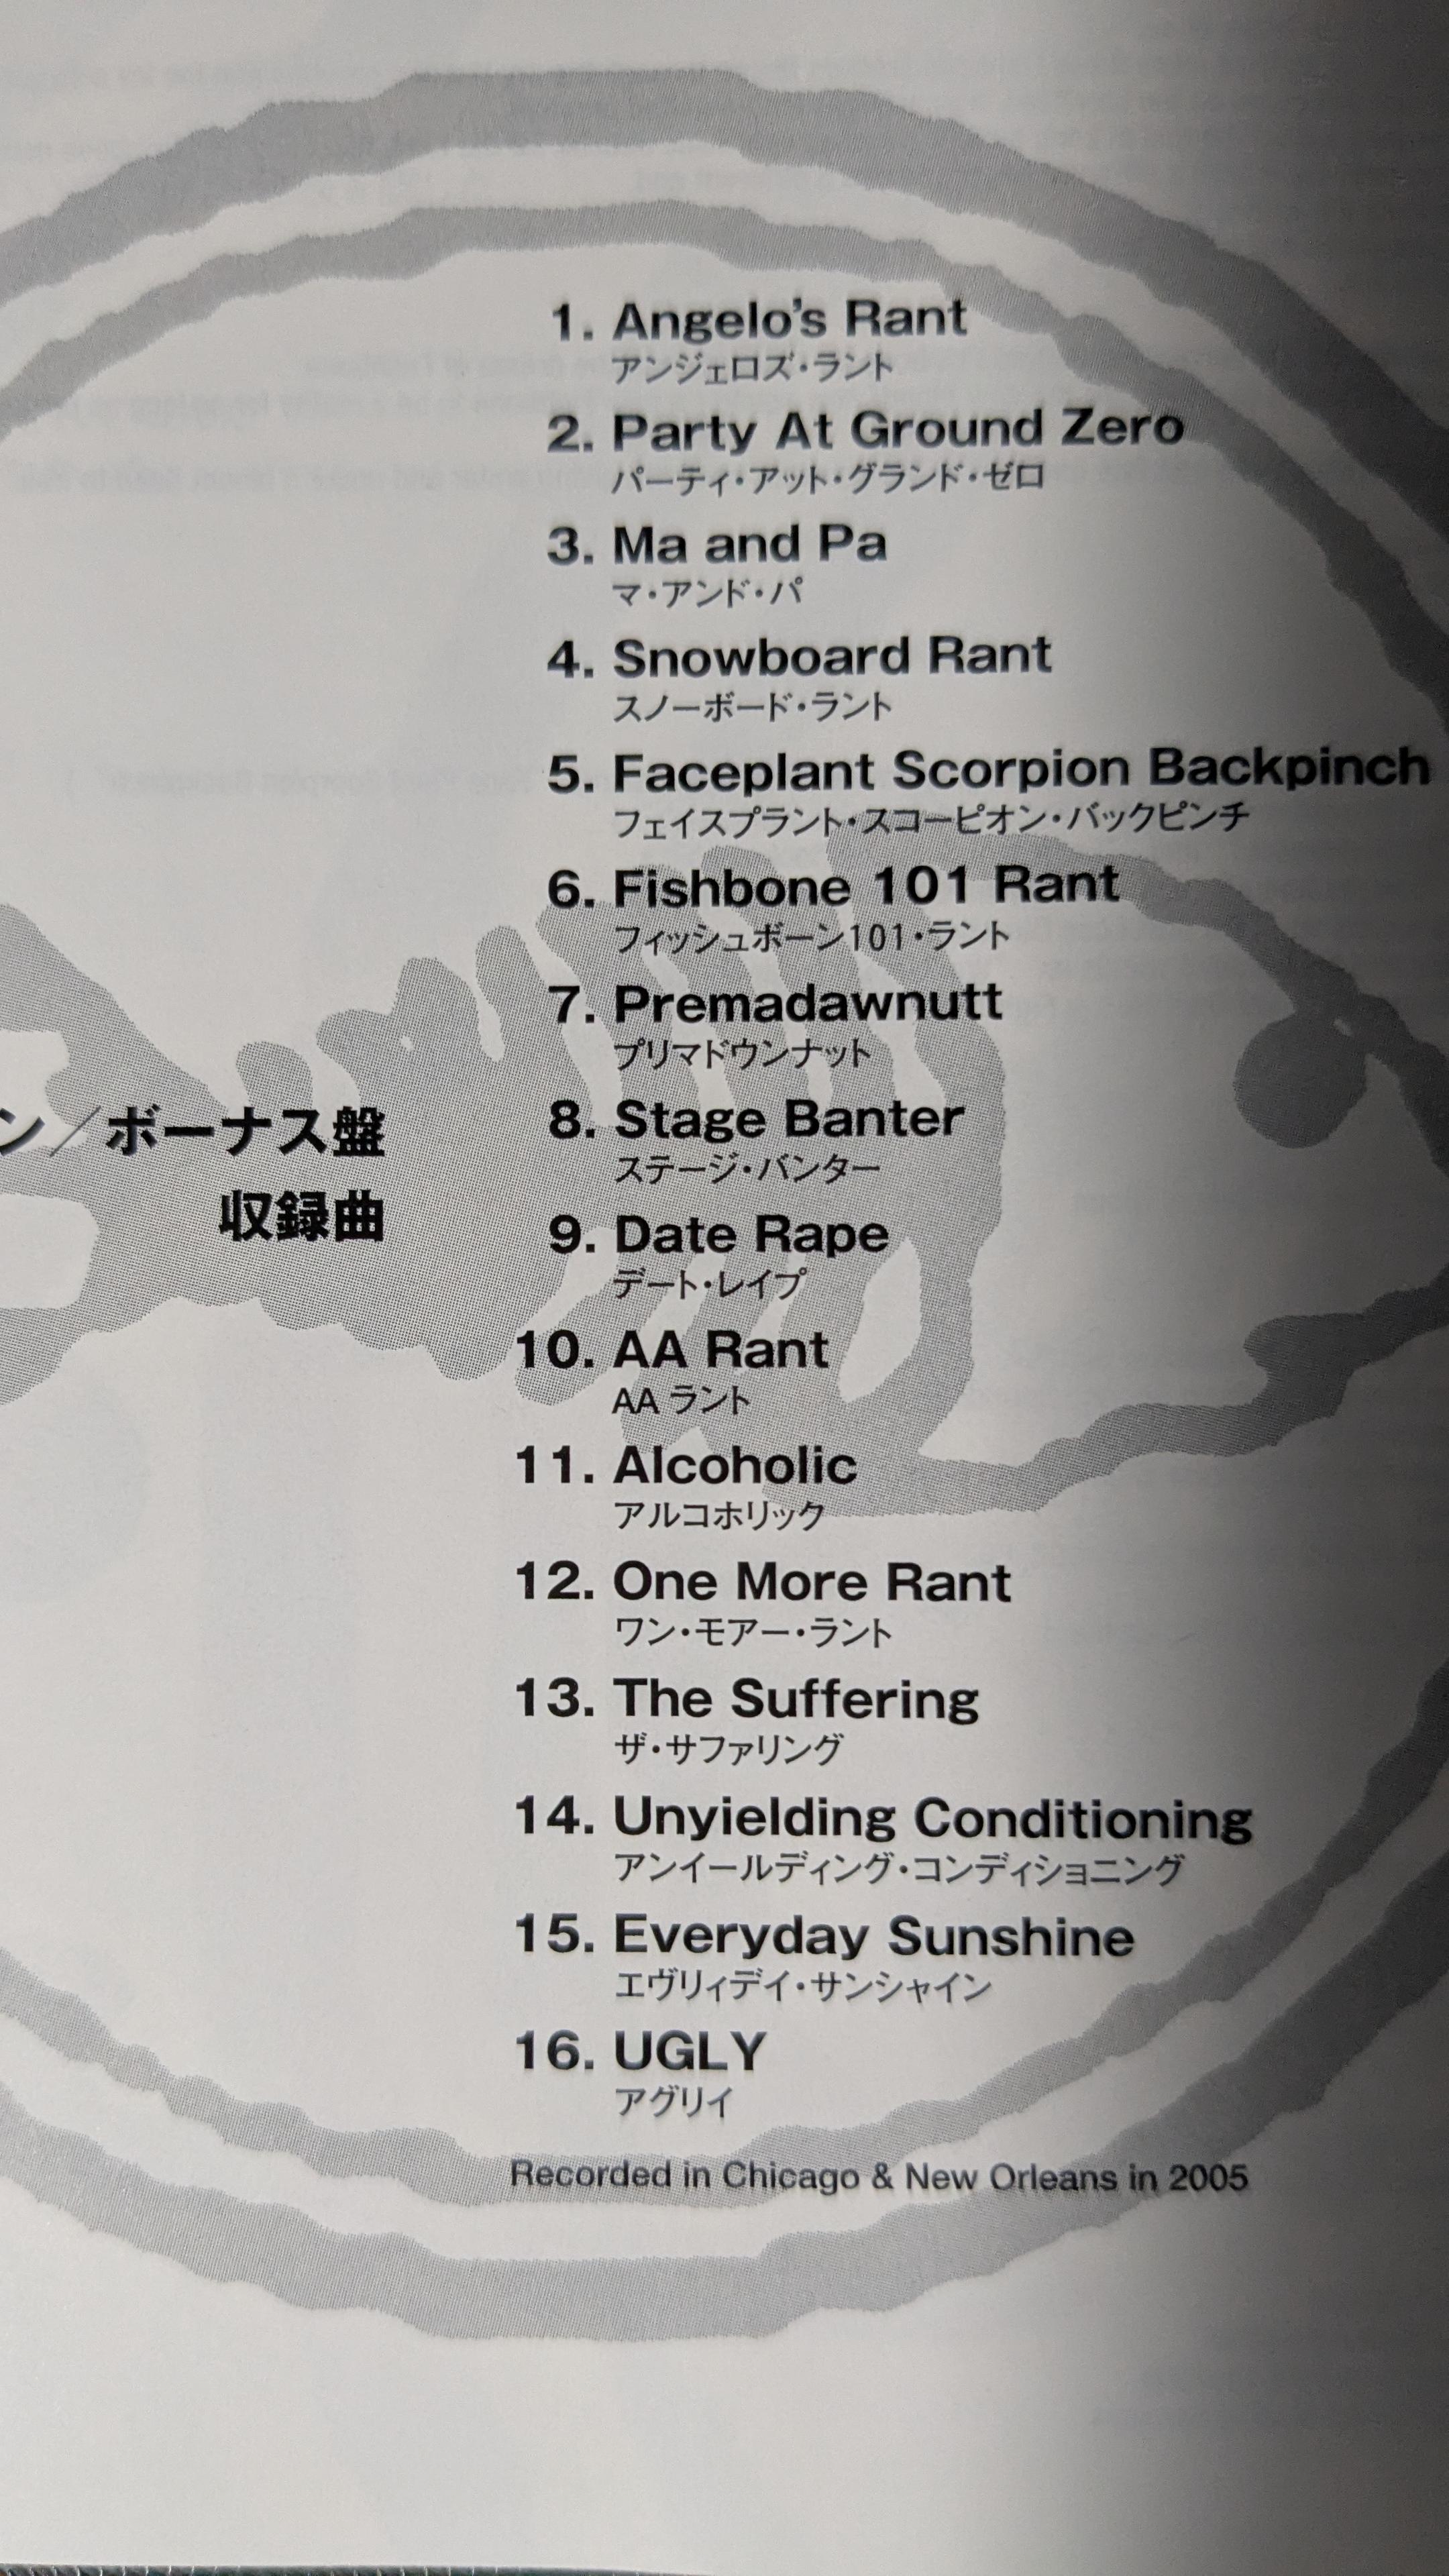 1. Angelo's Rant
アンジェロズ・ラント
2. Party At Ground Zero
パーティ・アット・グランド・ゼロ
3. Ma and Pa
マ・アンド・パ
4. Snowboard Rant
スノーボード・ラント
5. Faceplant Scorpion Backpinch
フェイスプラント・スコーピオン・バックピンチ
6. Fishbone 101 Rant
フィッシュボーン101・ラント
7. Premadawnutt
プリマドウンナット
ン／ボーナス盤
収録曲
8. Stage Banter
ステージ・バンター
9. Date Rape
デート・レイプ
10. AA Rant
AA ラント
11. Alcoholic
アルコホリック
12. One More Rant
ワン・モアー・ラント
13. The Suffering
ザ・サファリング
14. Unyielding Conditioning
アンイールディング・コンディショニング
15. Everyday Sunshine
エヴリィデイ・サンシャイン
16. UGLY
アグリイ
Recorded in Chicago & New Orleans in 2005